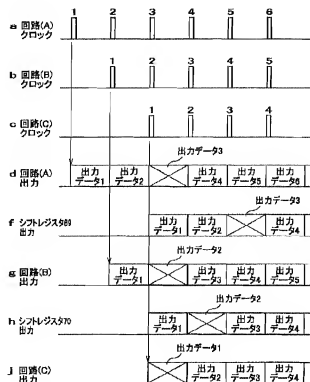 1 2 3 4 5 6
a 回路(A)
クロック
1 2 3 4 5
b 回路(B)
クロック
1 2 3 4
c 回路(C)
クロック
出力データ3
d 回路(A)
出力
出力
データ1
出力
データ2
出力
データ4
出力
データ5
出力
データ6
出力データ3
f シフトレジスタ69
出力
出力
データ1
出力
データ2
出力
データ4
出力データ2
g 回路(B)
出力
出力
データ1
出力
データ3
出力
データ4
出力
データ5
出力データ2
h シフトレジスタ70
出力
出力
データ1
出力
データ3
出力
データ4
出力データ1
j 回路(C)
出力
出力
データ2
出力
データ3
出力
データ4